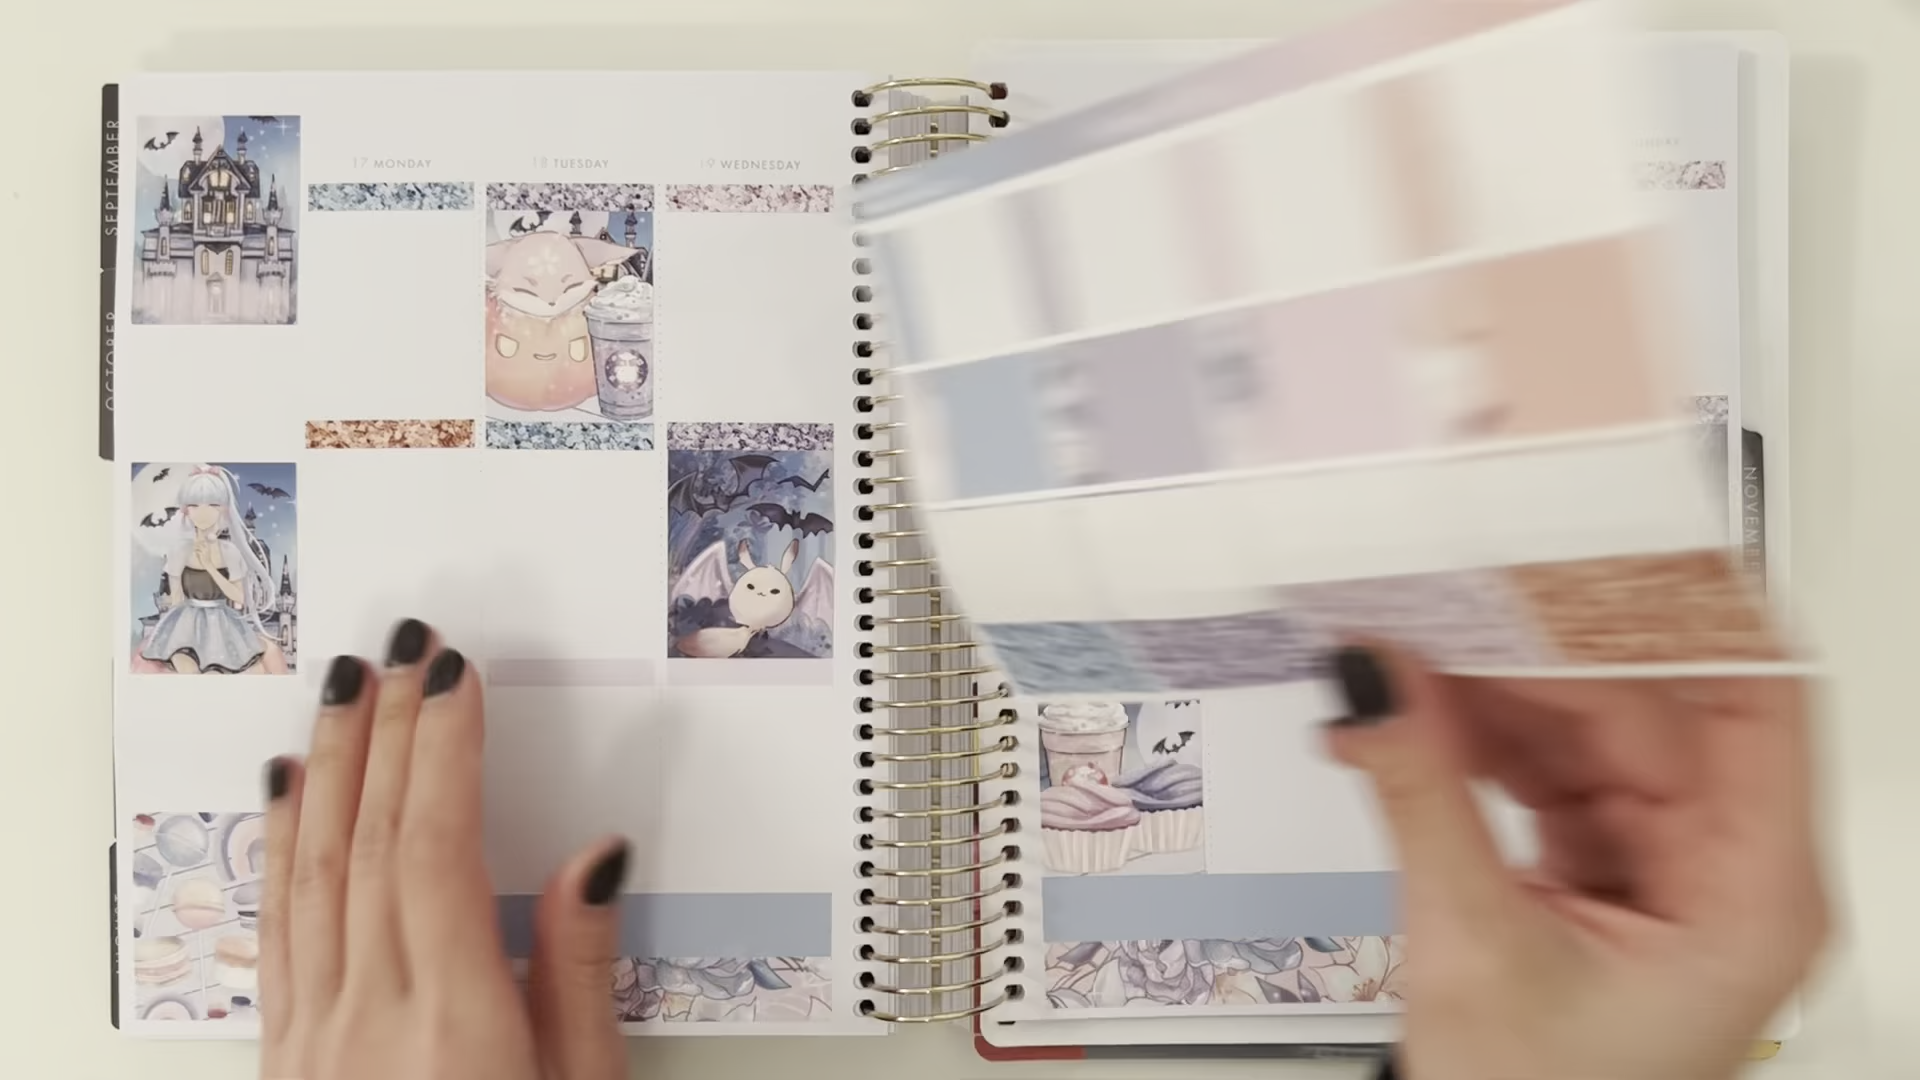 SEPTEMBER
OCTOBER
17 MONDAY
18 TUESDAY
19 WEDNESDAY
NOVEMBER